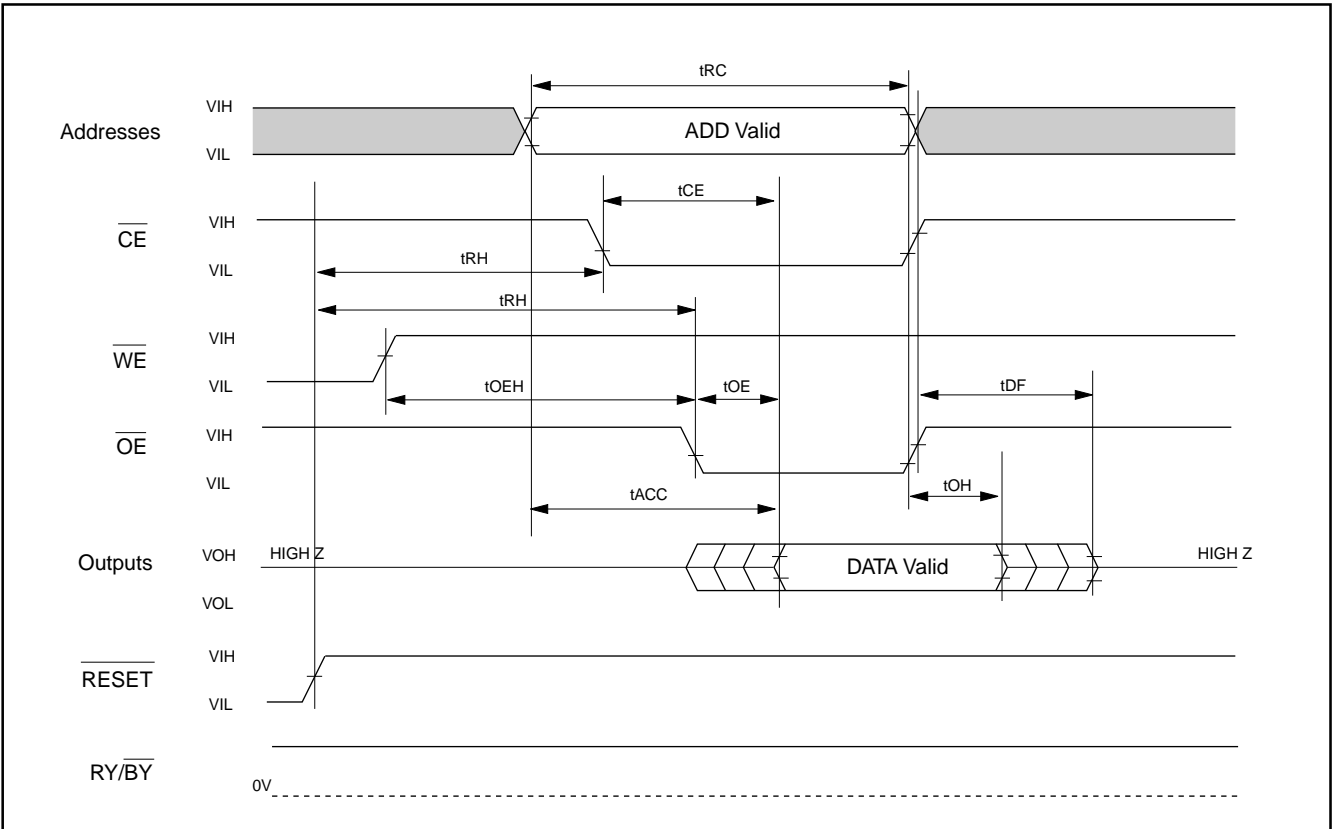 tRC
VIH
Addresses
ADD Valid
VIL
tCE
VIH
CE
VIL
tRH
tRH
VIH
WE
VIL
tOEH
tOE
tDF
VIH
OE
VIL
tACC
tOH
VOH
HIGH Z
Outputs
DATA Valid
HIGH Z
VOL
VIH
RESET
VIL
RY/BY
0V